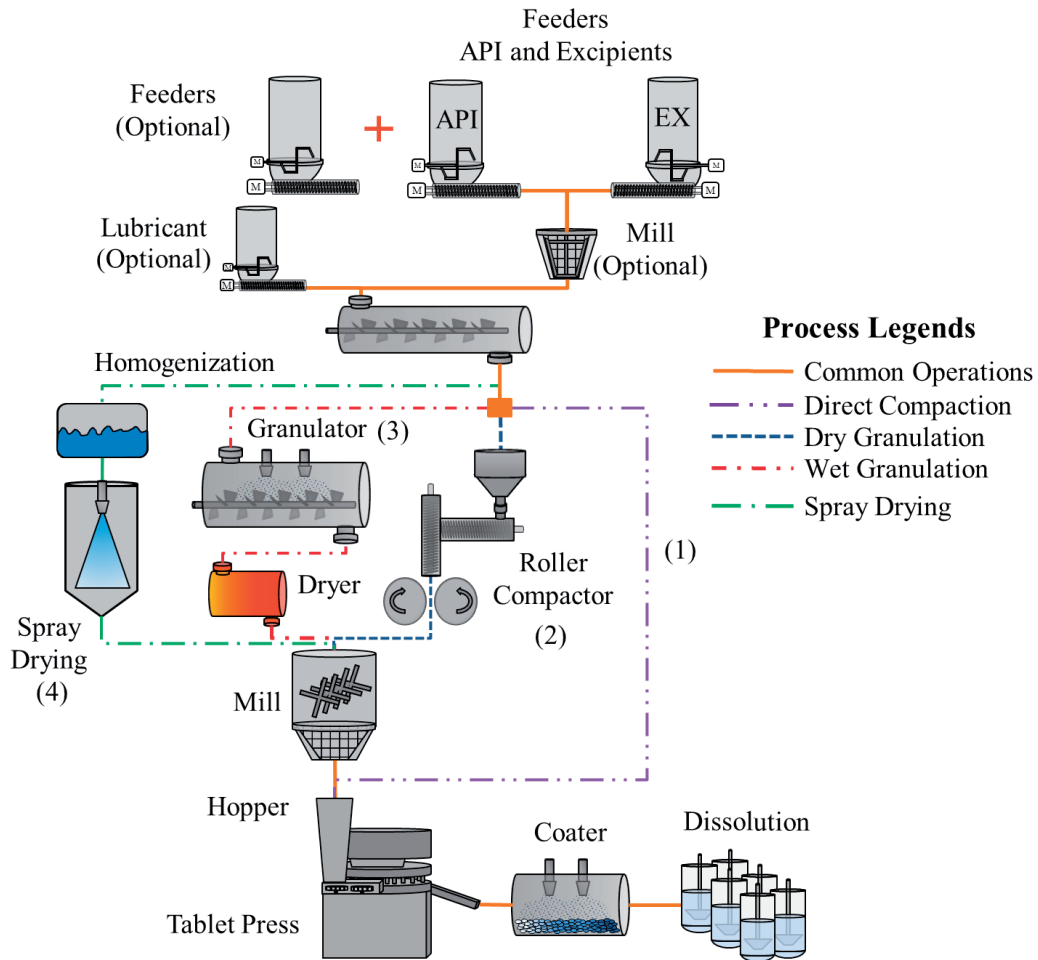 Feeders
API and Excipients
Feeders
(Optional)
API
EX
M
M
M
M
M
M
Lubricant
(Optional)
M
M
Mill
(Optional)
Process Legends
Common Operations
Direct Compaction
Dry Granulation
Wet Granulation
Spray Drying
Homogenization
Granulator (3)
(1)
Roller
Compactor
(2)
Dryer
Spray
Drying
(4)
Mill
Hopper
Coater
Dissolution
Tablet Press